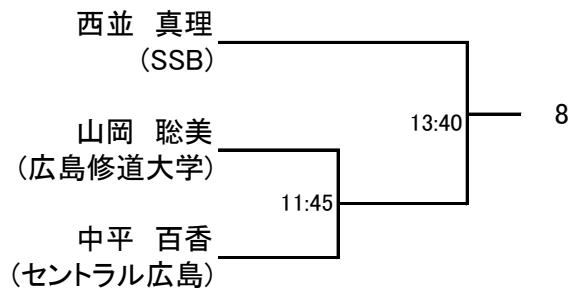 西並　真理
(SSB)
13:40
8
山岡　聡美
(広島修道大学)
11:45
中平　百香
(セントラル広島)